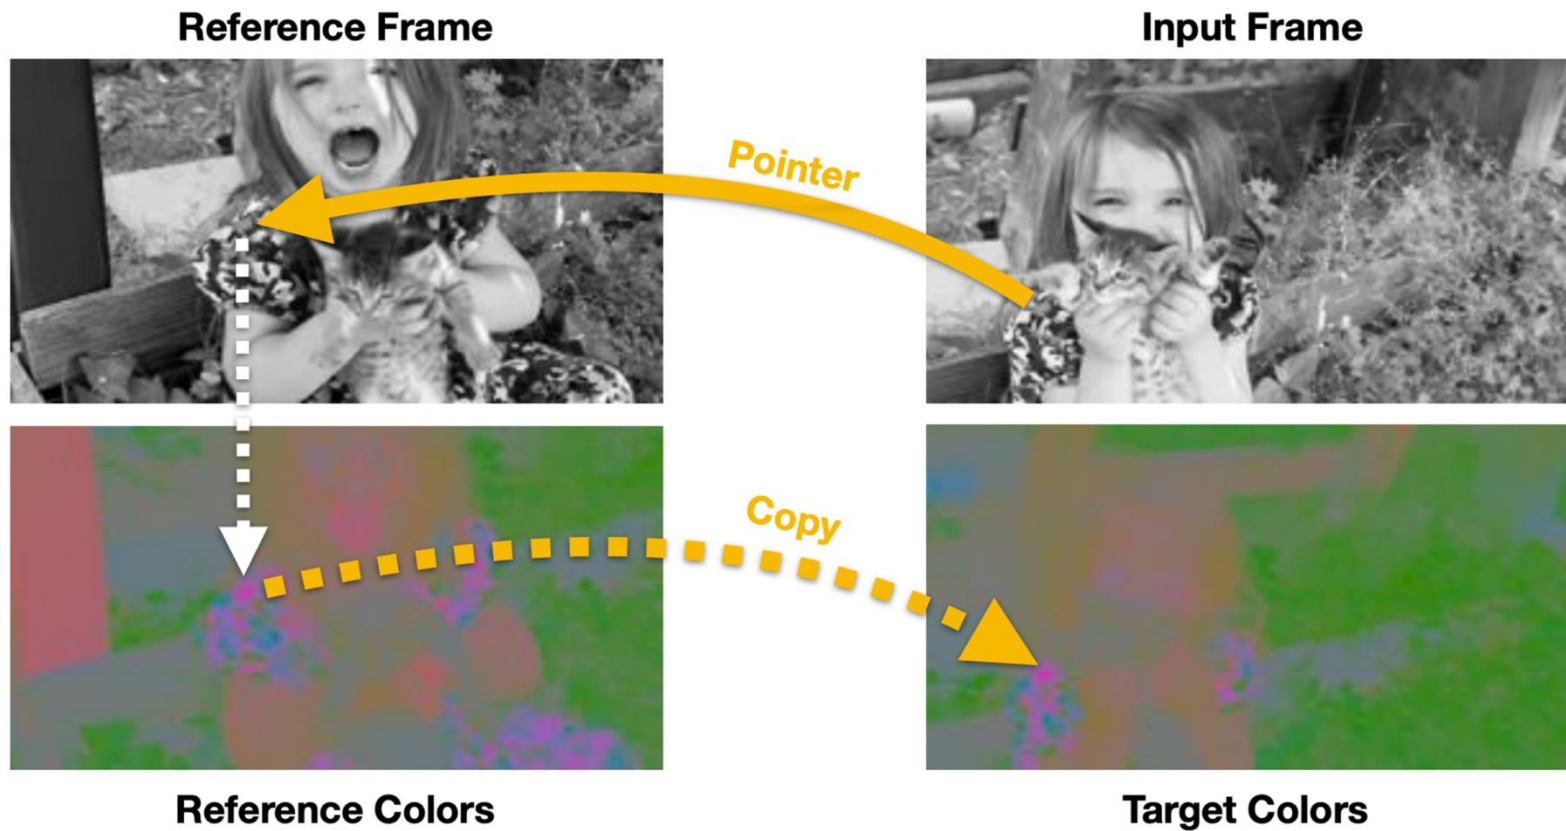 Reference Frame
Input Frame
Pointer
Copy
Reference Colors
Target Colors